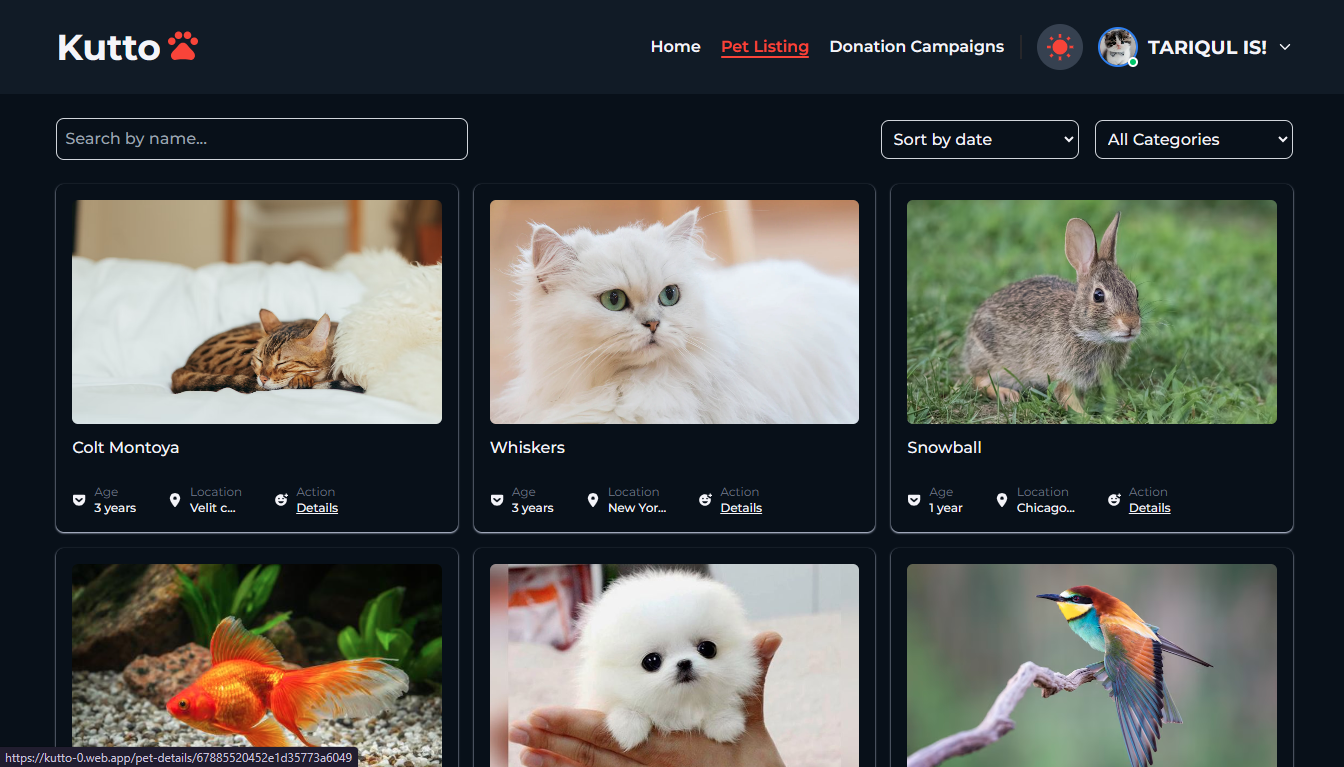 Kutto
Home Pet Listing Donation Campaigns TARIQUL IS!
Search by name...
Sort by date All Categories
Colt Montoya Whiskers Snowball
Age Location Action Age Location Action Age Location Action
3 years Velit c... Details 3 years New Yor... Details 1 year Chicago... Details
https://kutto-0.web.app/pet-details/67885520452e1d35773a6049